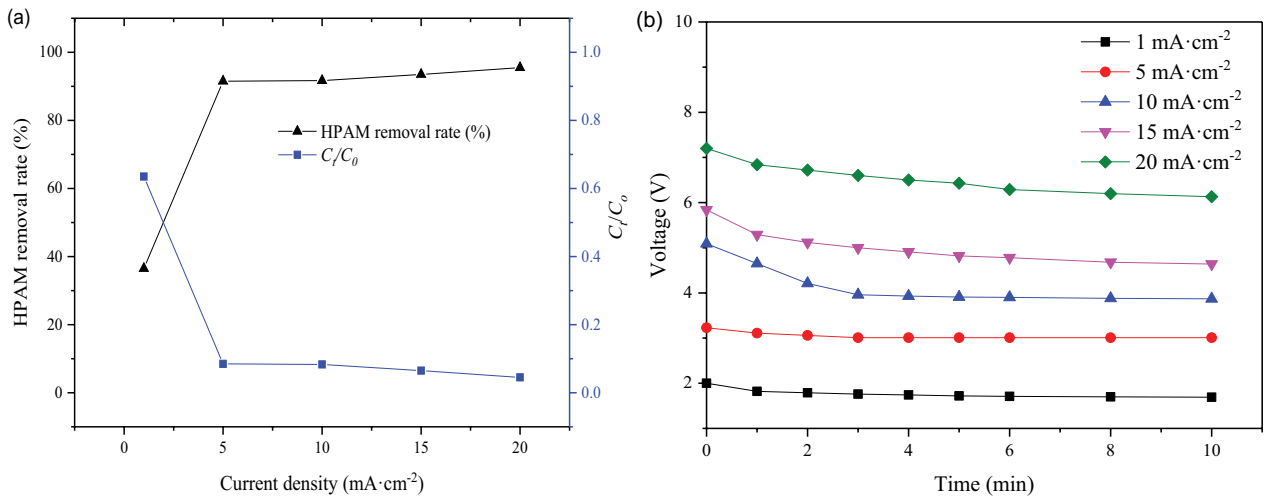 (a)
100
80
60
40
20
0
HPAM removal rate (%)
HPAM removal rate (%)
Cₜ/C₀
1.0
0.8
0.6
0.4
0.2
0.0
Cₜ/Cₒ
0 5 10 15 20
Current density (mA·cm⁻²)
(b)
10
8
6
4
2
Voltage (V)
1 mA·cm⁻²
5 mA·cm⁻²
10 mA·cm⁻²
15 mA·cm⁻²
20 mA·cm⁻²
0 2 4 6 8 10
Time (min)